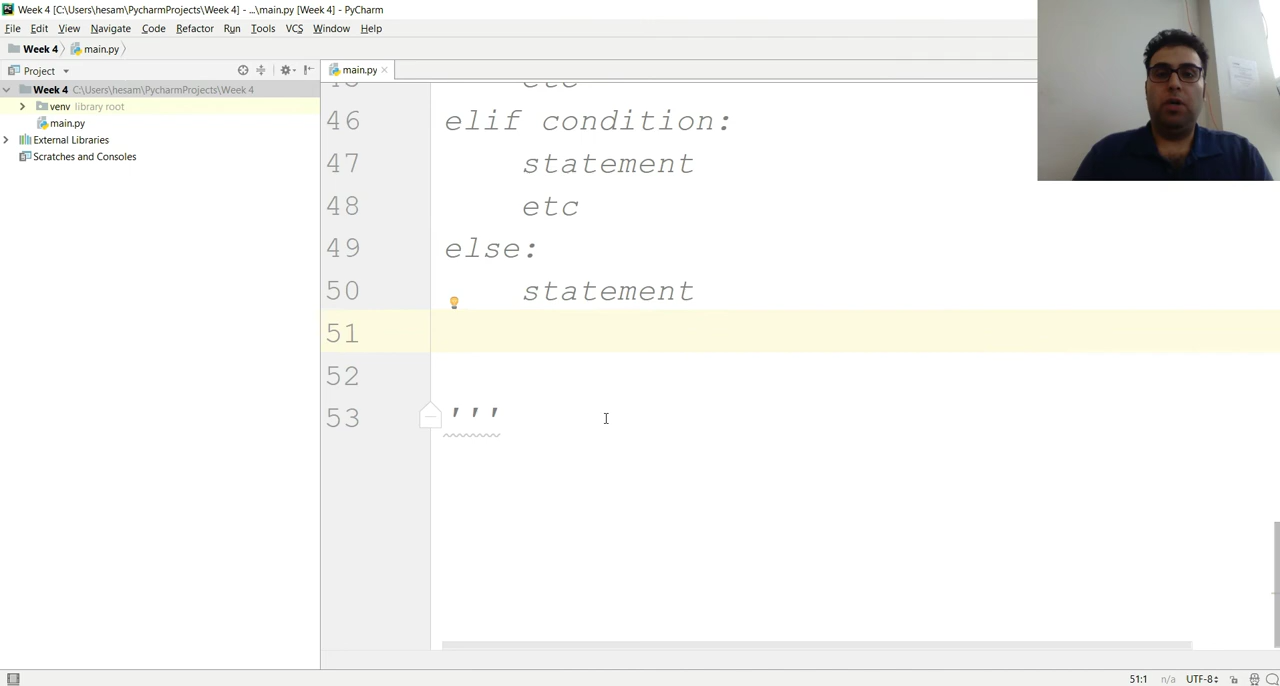 Week 4 [C:\Users\hesam\PycharmProjects\Week 4] - ...\main.py [Week 4] - PyCharm
File Edit View Navigate Code Refactor Run Tools VCS Window Help
Week 4 main.py
Project
main.py
Week 4 C:\Users\hesam\PycharmProjects\Week 4
venv library root
main.py
External Libraries
Scratches and Consoles
etc
46 elif condition:
47 statement
48 etc
49 else:
50 statement
51
52
53 '''
51:1 n/a UTF-8